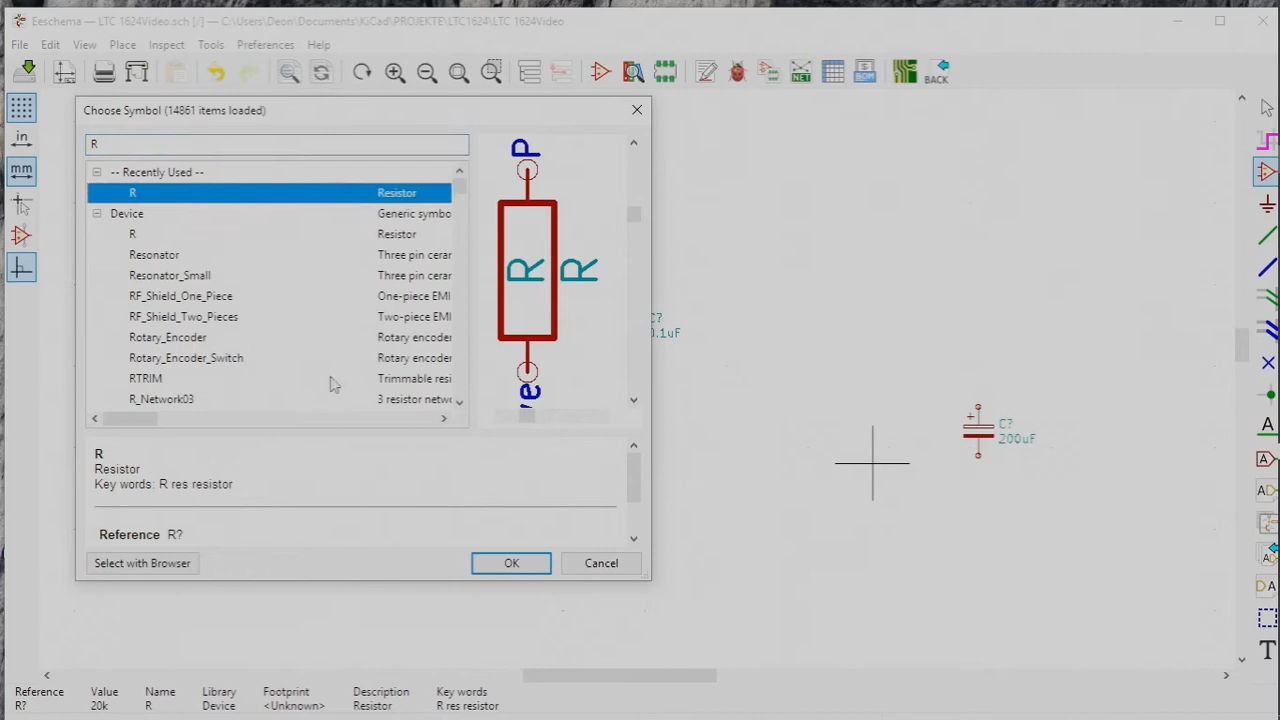 Eeschema — LTC 1624Video.sch [/] — C:\Users\Deon\Documents\KiCad\PROJEKTE\LTC1624\LTC 1624Video
File Edit View Place Inspect Tools Preferences Help
NET
BOM
BACK
in
mm
Choose Symbol (14861 items loaded)
R
-- Recently Used --
R Resistor
Device Generic symbo
R Resistor
Resonator Three pin cerar
Resonator_Small Three pin cerar
RF_Shield_One_Piece One-piece EMI
RF_Shield_Two_Pieces Two-piece EMI
Rotary_Encoder Rotary encoder
Rotary_Encoder_Switch Rotary encoder
RTRIM Trimmable resi
R_Network03 3 resistor netw
P
R R
R
Resistor
Key words: R res resistor
Reference R?
Select with Browser
OK
Cancel
C?
0.1uF
+
C?
200uF
A
A
T
Reference Value Name Library Footprint Description Key words
R? 20k R Device <Unknown> Resistor R res resistor